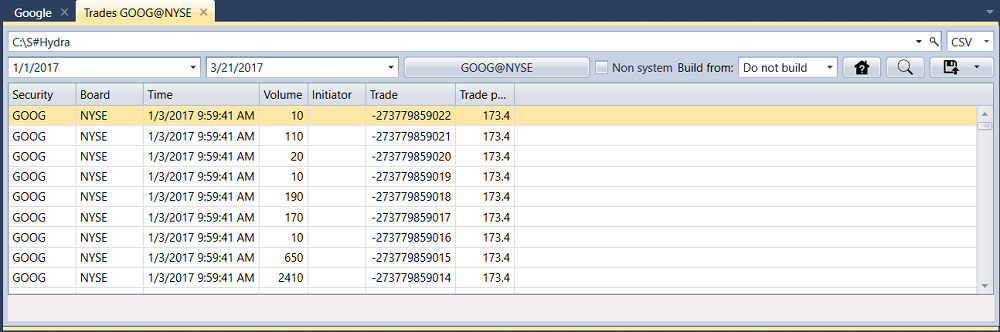 Google Trades GOOG@NYSE
C:\S#Hydra CSV
1/1/2017 3/21/2017 GOOG@NYSE Non system Build from: Do not build
Security Board Time Volume Initiator Trade Trade p...
GOOG NYSE 1/3/2017 9:59:41 AM 10 -273779859022 173.4
GOOG NYSE 1/3/2017 9:59:41 AM 110 -273779859021 173.4
GOOG NYSE 1/3/2017 9:59:41 AM 20 -273779859020 173.4
GOOG NYSE 1/3/2017 9:59:41 AM 10 -273779859019 173.4
GOOG NYSE 1/3/2017 9:59:41 AM 190 -273779859018 173.4
GOOG NYSE 1/3/2017 9:59:41 AM 170 -273779859017 173.4
GOOG NYSE 1/3/2017 9:59:41 AM 10 -273779859016 173.4
GOOG NYSE 1/3/2017 9:59:41 AM 650 -273779859015 173.4
GOOG NYSE 1/3/2017 9:59:41 AM 2410 -273779859014 173.4